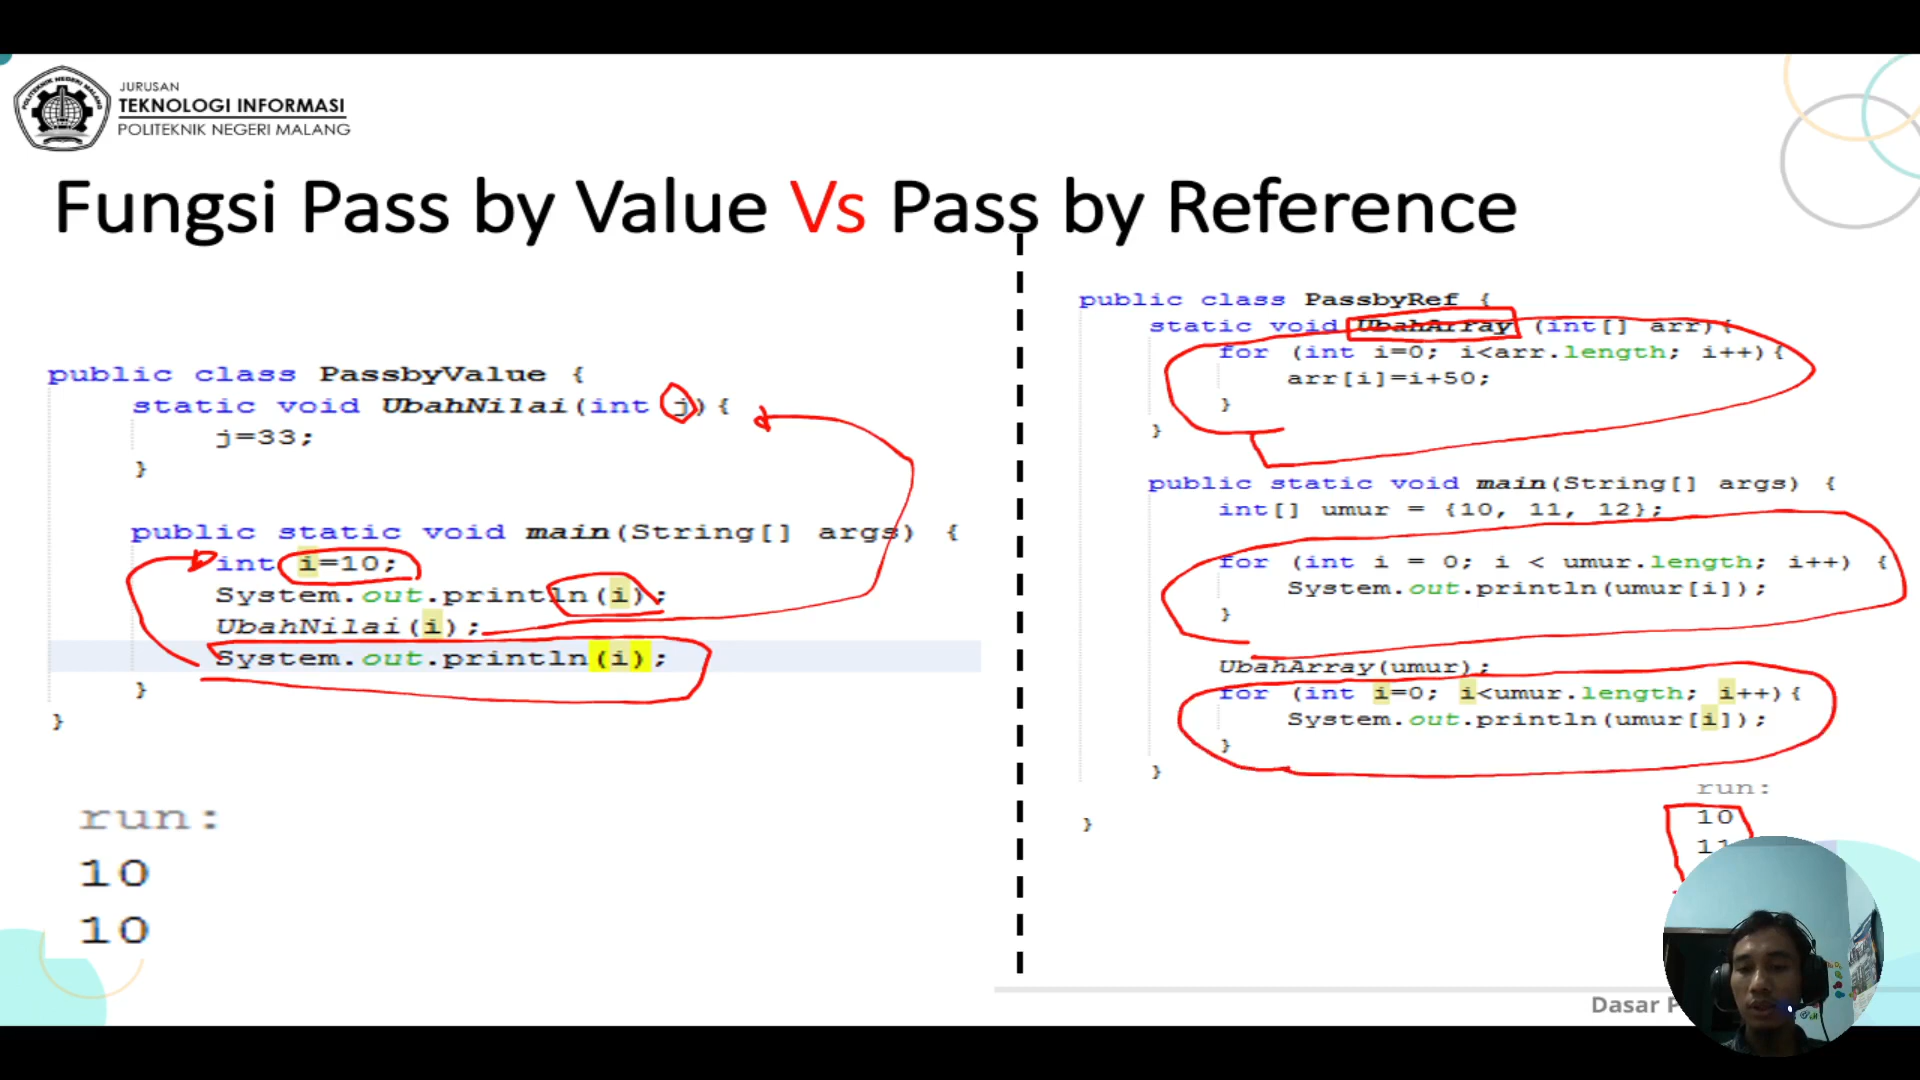 JURUSAN
TEKNOLOGI INFORMASI
POLITEKNIK NEGERI MALANG
Fungsi Pass by Value Vs Pass by Reference
public class PassbyValue {
static void UbahNilai(int j){
j=33;
}
public static void main(String[] args) {
int i=10;
System.out.println(i);
UbahNilai(i);
System.out.println(i);
}
}
run:
10
10
public class PassbyRef {
static void UbahArray (int[] arr){
for (int i=0; i<arr.length; i++){
arr[i]=i+50;
}
}
public static void main(String[] args) {
int[] umur = {10, 11, 12};
for (int i = 0; i < umur.length; i++) {
System.out.println(umur[i]);
}
UbahArray(umur);
for (int i=0; i<umur.length; i++){
System.out.println(umur[i]);
}
}
}
run:
10
11
Dasar